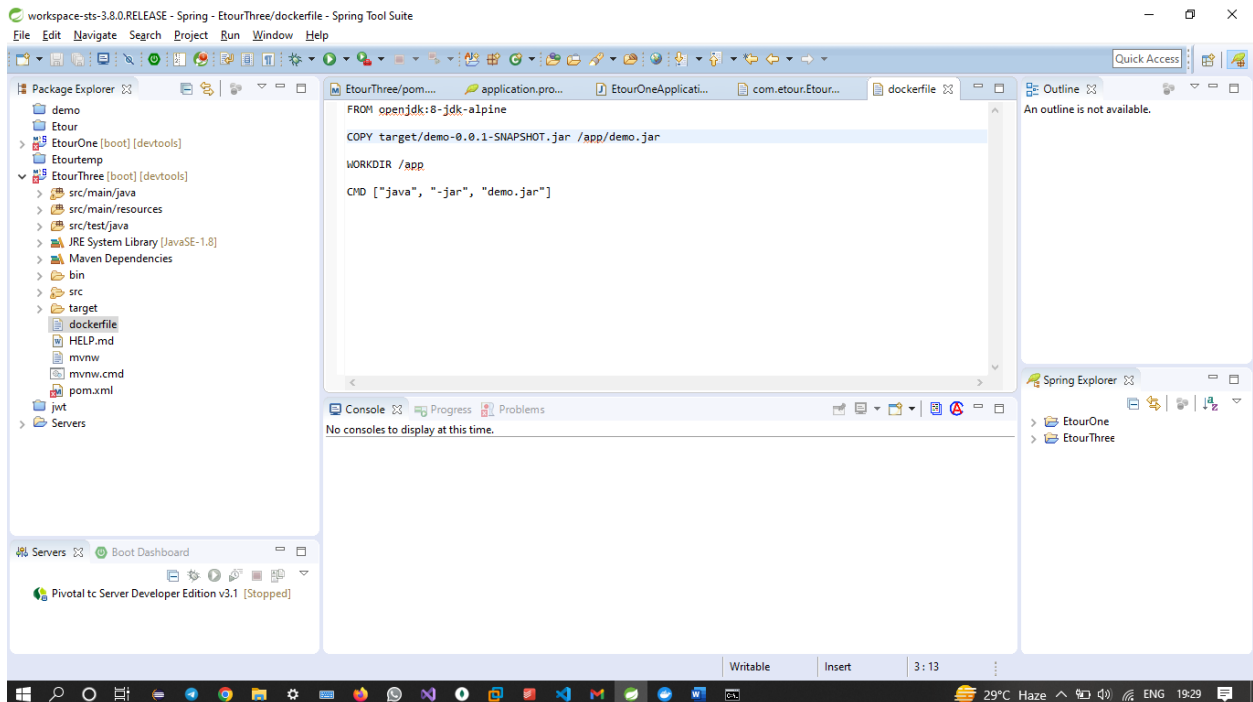 workspace-sts-3.8.0.RELEASE - Spring - EtourThree/dockerfile - Spring Tool Suite
File Edit Navigate Search Project Run Window Help
Quick Access
Package Explorer
demo
Etour
EtourOne [boot] [devtools]
Etourtemp
EtourThree [boot] [devtools]
src/main/java
src/main/resources
src/test/java
JRE System Library [JavaSE-1.8]
Maven Dependencies
bin
src
target
dockerfile
HELP.md
mvnw
mvnw.cmd
pom.xml
jwt
Servers
EtourThree/pom.... application.pro... EtourOneApplicati... com.etour.Etour... dockerfile
FROM openjdk:8-jdk-alpine
COPY target/demo-0.0.1-SNAPSHOT.jar /app/demo.jar
WORKDIR /app
CMD ["java", "-jar", "demo.jar"]
Outline
An outline is not available.
Console Progress Problems
No consoles to display at this time.
Spring Explorer
EtourOne
EtourThree
Servers Boot Dashboard
Pivotal tc Server Developer Edition v3.1 [Stopped]
Writable Insert 3 : 13
29°C Haze ENG 19:29